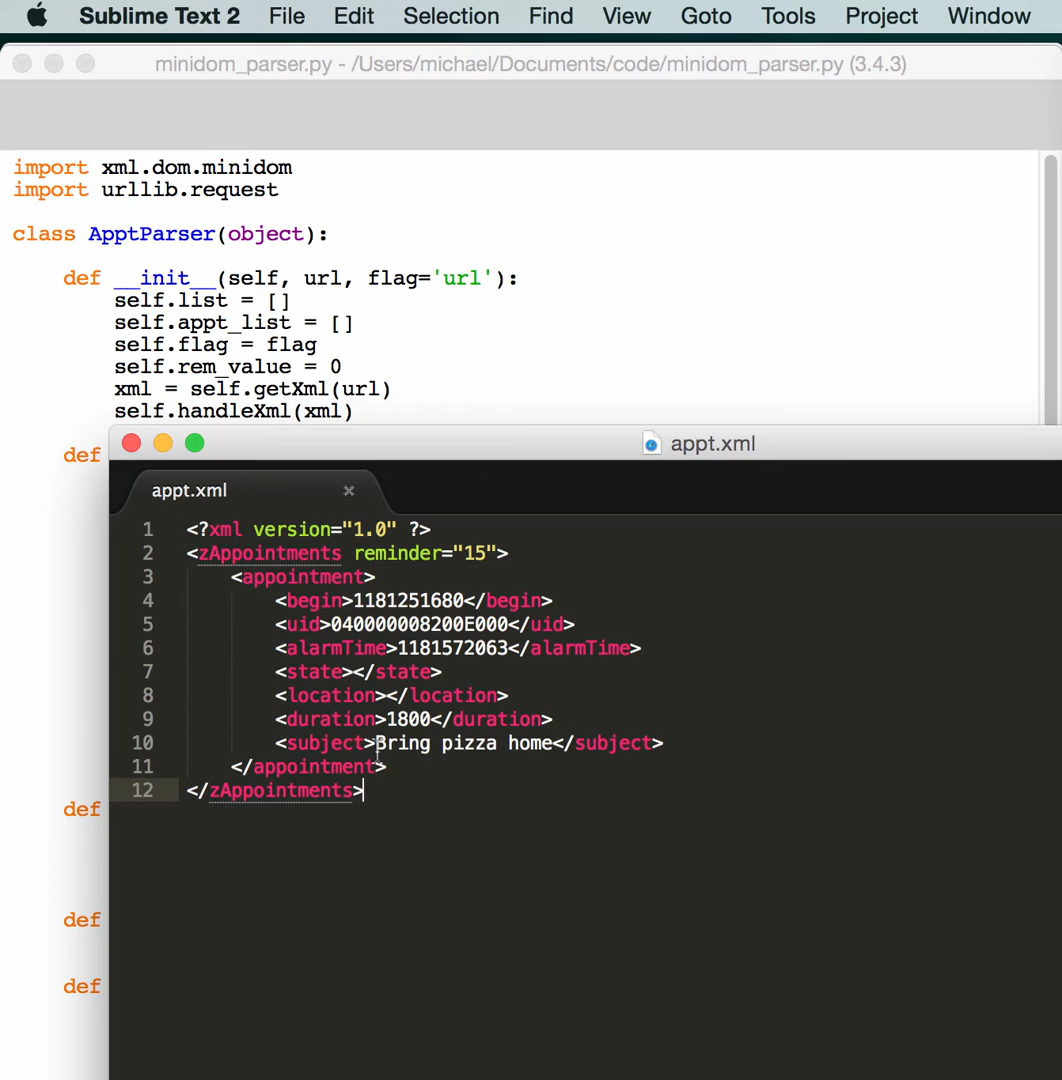 Sublime Text 2 File Edit Selection Find View Goto Tools Project Window
minidom_parser.py - /Users/michael/Documents/code/minidom_parser.py (3.4.3)
import xml.dom.minidom
import urllib.request
class ApptParser(object):
def __init__(self, url, flag='url'):
self.list = []
self.appt_list = []
self.flag = flag
self.rem_value = 0
xml = self.getXml(url)
self.handleXml(xml)
def
appt.xml
appt.xml ×
1 <?xml version="1.0" ?>
2 <zAppointments reminder="15">
3 <appointment>
4 <begin>1181251680</begin>
5 <uid>040000008200E000</uid>
6 <alarmTime>1181572063</alarmTime>
7 <state></state>
8 <location></location>
9 <duration>1800</duration>
10 <subject>Bring pizza home</subject>
11 </appointment>
12 </zAppointments>
def
def
def